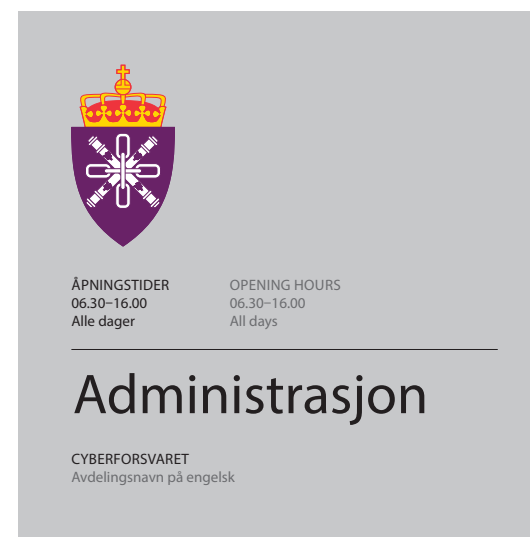 ÅPNINGSTIDER
06.30–16.00
Alle dager
OPENING HOURS
06.30–16.00
All days
Administrasjon
CYBERFORSVARET
Avdelingsnavn på engelsk